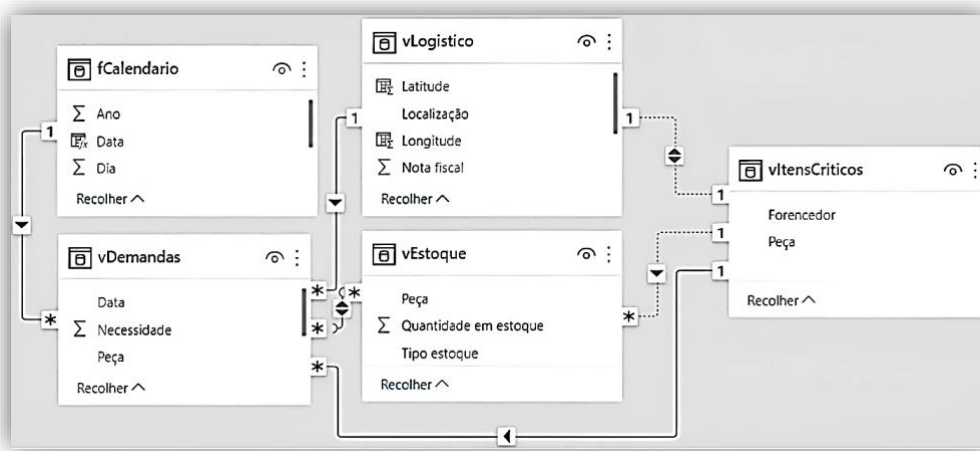 fCalendario
Ano
Data
Dia
Recolher
vLogistico
Latitude
Localização
Longitude
Nota fiscal
Recolher
1
1
1
vItensCriticos
Forencedor
Peça
Recolher
1
1
1
vDemandas
Data
Necessidade
Peça
Recolher
*
*
*
*
vEstoque
Peça
Quantidade em estoque
Tipo estoque
Recolher
*
*